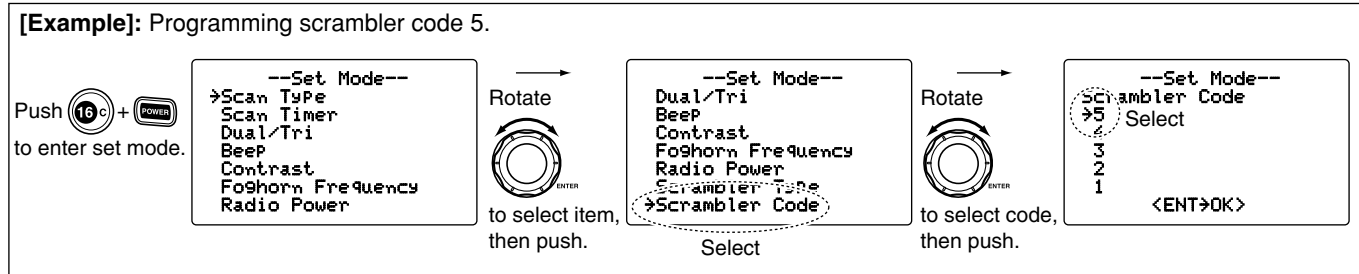 [Example]: Programming scrambler code 5.
Push 16 C + POWER
to enter set mode.
--Set Mode--
→Scan Type
Scan Timer
Dual/Tri
Beep
Contrast
Foghorn Frequency
Radio Power
Rotate
ENTER
to select item,
then push.
--Set Mode--
Dual/Tri
Beep
Contrast
Foghorn Frequency
Radio Power
Scrambler Type
→Scrambler Code
Select
Rotate
ENTER
to select code,
then push.
--Set Mode--
Scrambler Code
→5 Select
4
3
2
1
<ENT→OK>